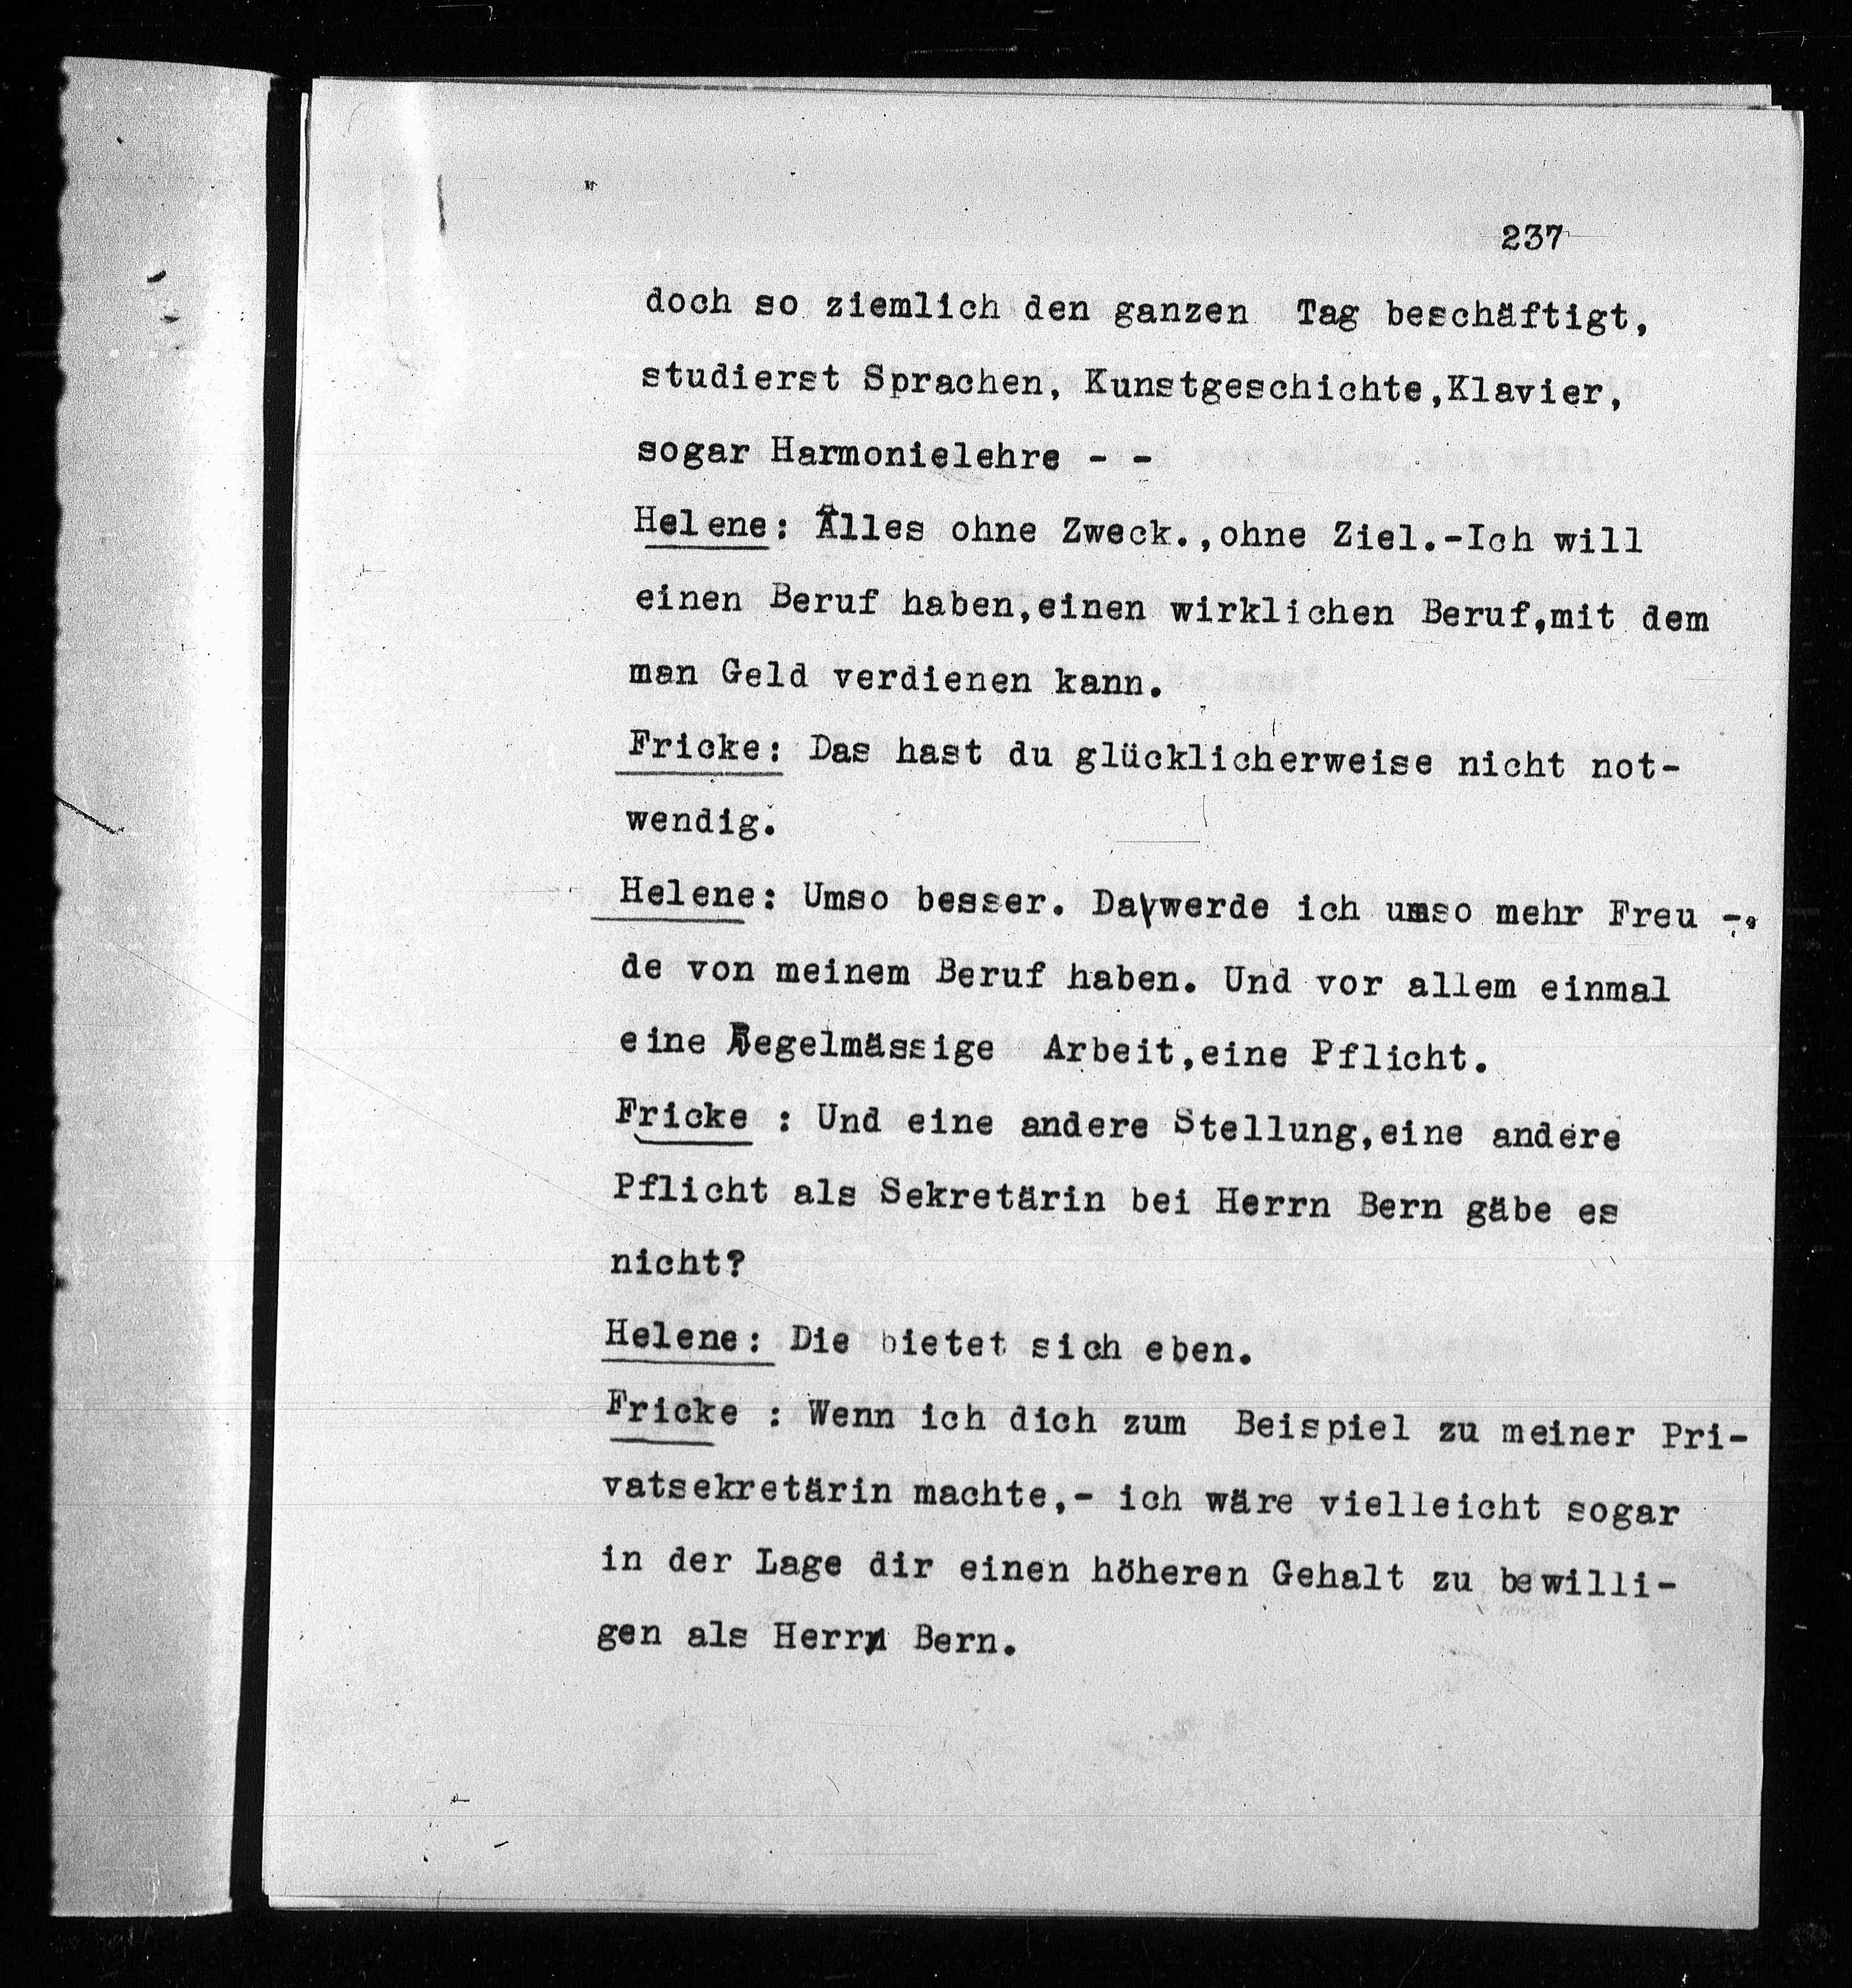 237
doch so ziemlich den ganzen Tag beschäftigt,
studierst Sprachen, Kunstgeschichte,Klavier,
sogar Harmonielehre - -
Helene: Alles ohne Zweck.,ohne Ziel.-Ich will
einen Beruf haben,einen wirklichen Beruf,mit dem
man Geld verdienen kann.
Fricke: Das hast du glücklicherweise nicht not-
wendig.
Helene: Umso besser. Da werde ich umso mehr Freu -.
de von meinem Beruf haben. Und vor allem einmal
eine Regelmässige Arbeit,eine Pflicht.
Fricke : Und eine andere Stellung,eine andere
Pflicht als Sekretärin bei Herrn Bern gäbe es
nicht?
Helene: Die bietet sich eben.
Fricke : Wenn ich dich zum Beispiel zu meiner Pri-
vatsekretärin machte,- ich wäre vielleicht sogar
in der Lage dir einen höheren Gehalt zu bewilli-
gen als Herr Bern.